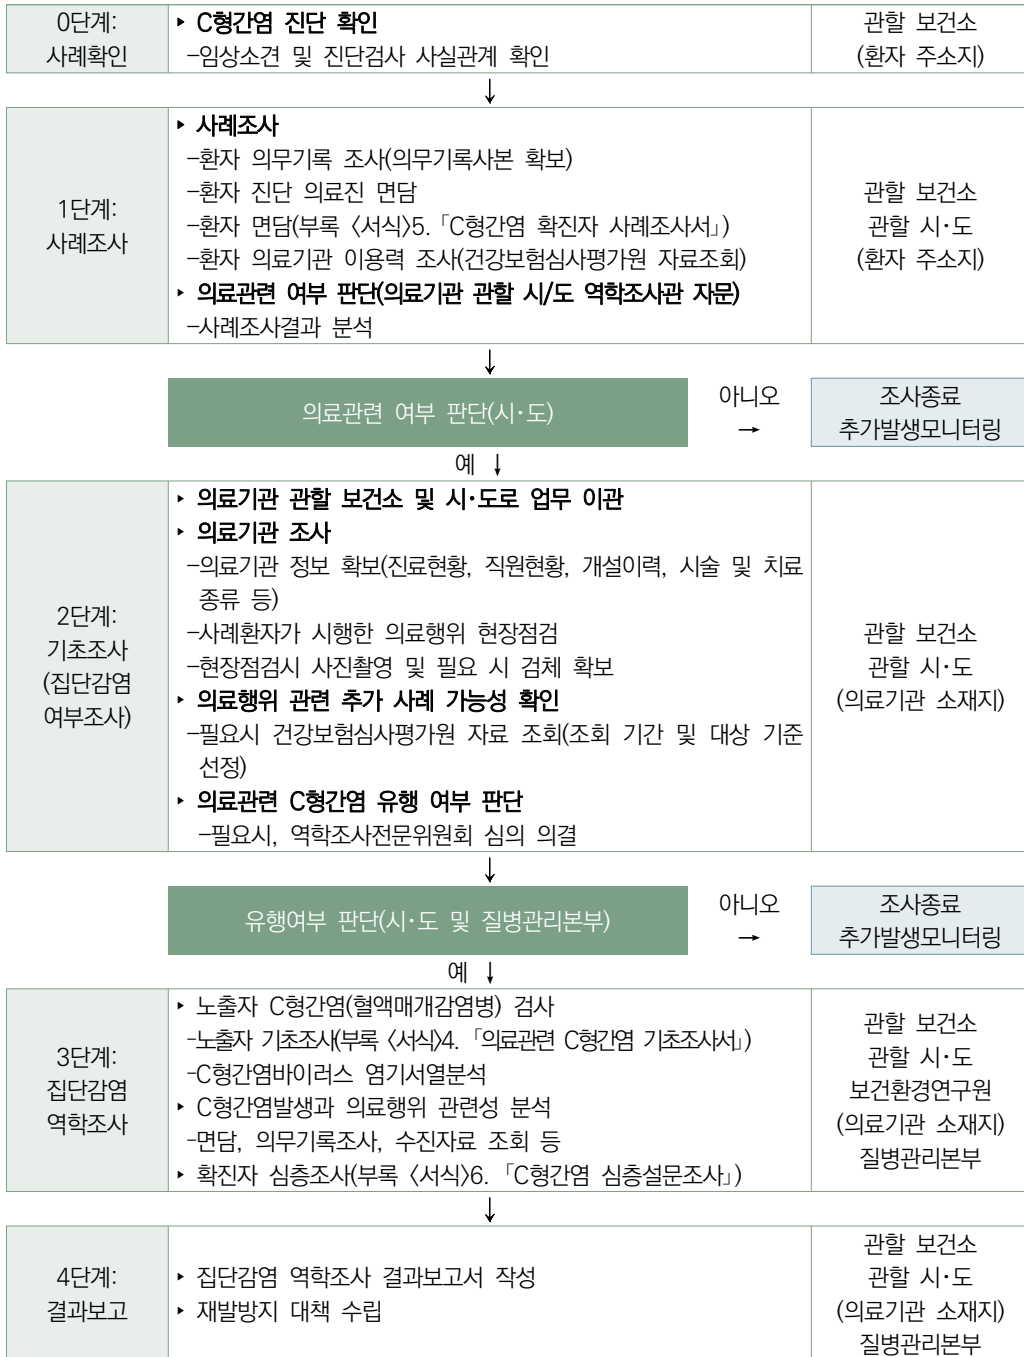 0단계:
사례확인
▸ C형간염 진단 확인
-임상소견 및 진단검사 사실관계 확인
관할 보건소
(환자 주소지)
↓
1단계:
사례조사
▸ 사례조사
-환자 의무기록 조사(의무기록사본 확보)
-환자 진단 의료진 면담
-환자 면담(부록 〈서식〉5. 「C형간염 확진자 사례조사서」)
-환자 의료기관 이용력 조사(건강보험심사평가원 자료조회)
▸ 의료관련 여부 판단(의료기관 관할 시/도 역학조사관 자문)
-사례조사결과 분석
관할 보건소
관할 시·도
(환자 주소지)
↓
의료관련 여부 판단(시·도)
아니오
→
조사종료
추가발생모니터링
예 ↓
2단계:
기초조사
(집단감염
여부조사)
▸ 의료기관 관할 보건소 및 시·도로 업무 이관
▸ 의료기관 조사
-의료기관 정보 확보(진료현황, 직원현황, 개설이력, 시술 및 치료
종류 등)
-사례환자가 시행한 의료행위 현장점검
-현장점검시 사진촬영 및 필요 시 검체 확보
▸ 의료행위 관련 추가 사례 가능성 확인
-필요시 건강보험심사평가원 자료 조회(조회 기간 및 대상 기준
선정)
▸ 의료관련 C형간염 유행 여부 판단
-필요시, 역학조사전문위원회 심의 의결
관할 보건소
관할 시·도
(의료기관 소재지)
↓
유행여부 판단(시·도 및 질병관리본부)
아니오
→
조사종료
추가발생모니터링
예 ↓
3단계:
집단감염
역학조사
▸ 노출자 C형간염(혈액매개감염병) 검사
-노출자 기초조사(부록 〈서식〉4. 「의료관련 C형간염 기초조사서」)
-C형간염바이러스 염기서열분석
▸ C형간염발생과 의료행위 관련성 분석
-면담, 의무기록조사, 수진자료 조회 등
▸ 확진자 심층조사(부록 〈서식〉6. 「C형간염 심층설문조사」)
관할 보건소
관할 시·도
보건환경연구원
(의료기관 소재지)
질병관리본부
↓
4단계:
결과보고
▸ 집단감염 역학조사 결과보고서 작성
▸ 재발방지 대책 수립
관할 보건소
관할 시·도
(의료기관 소재지)
질병관리본부